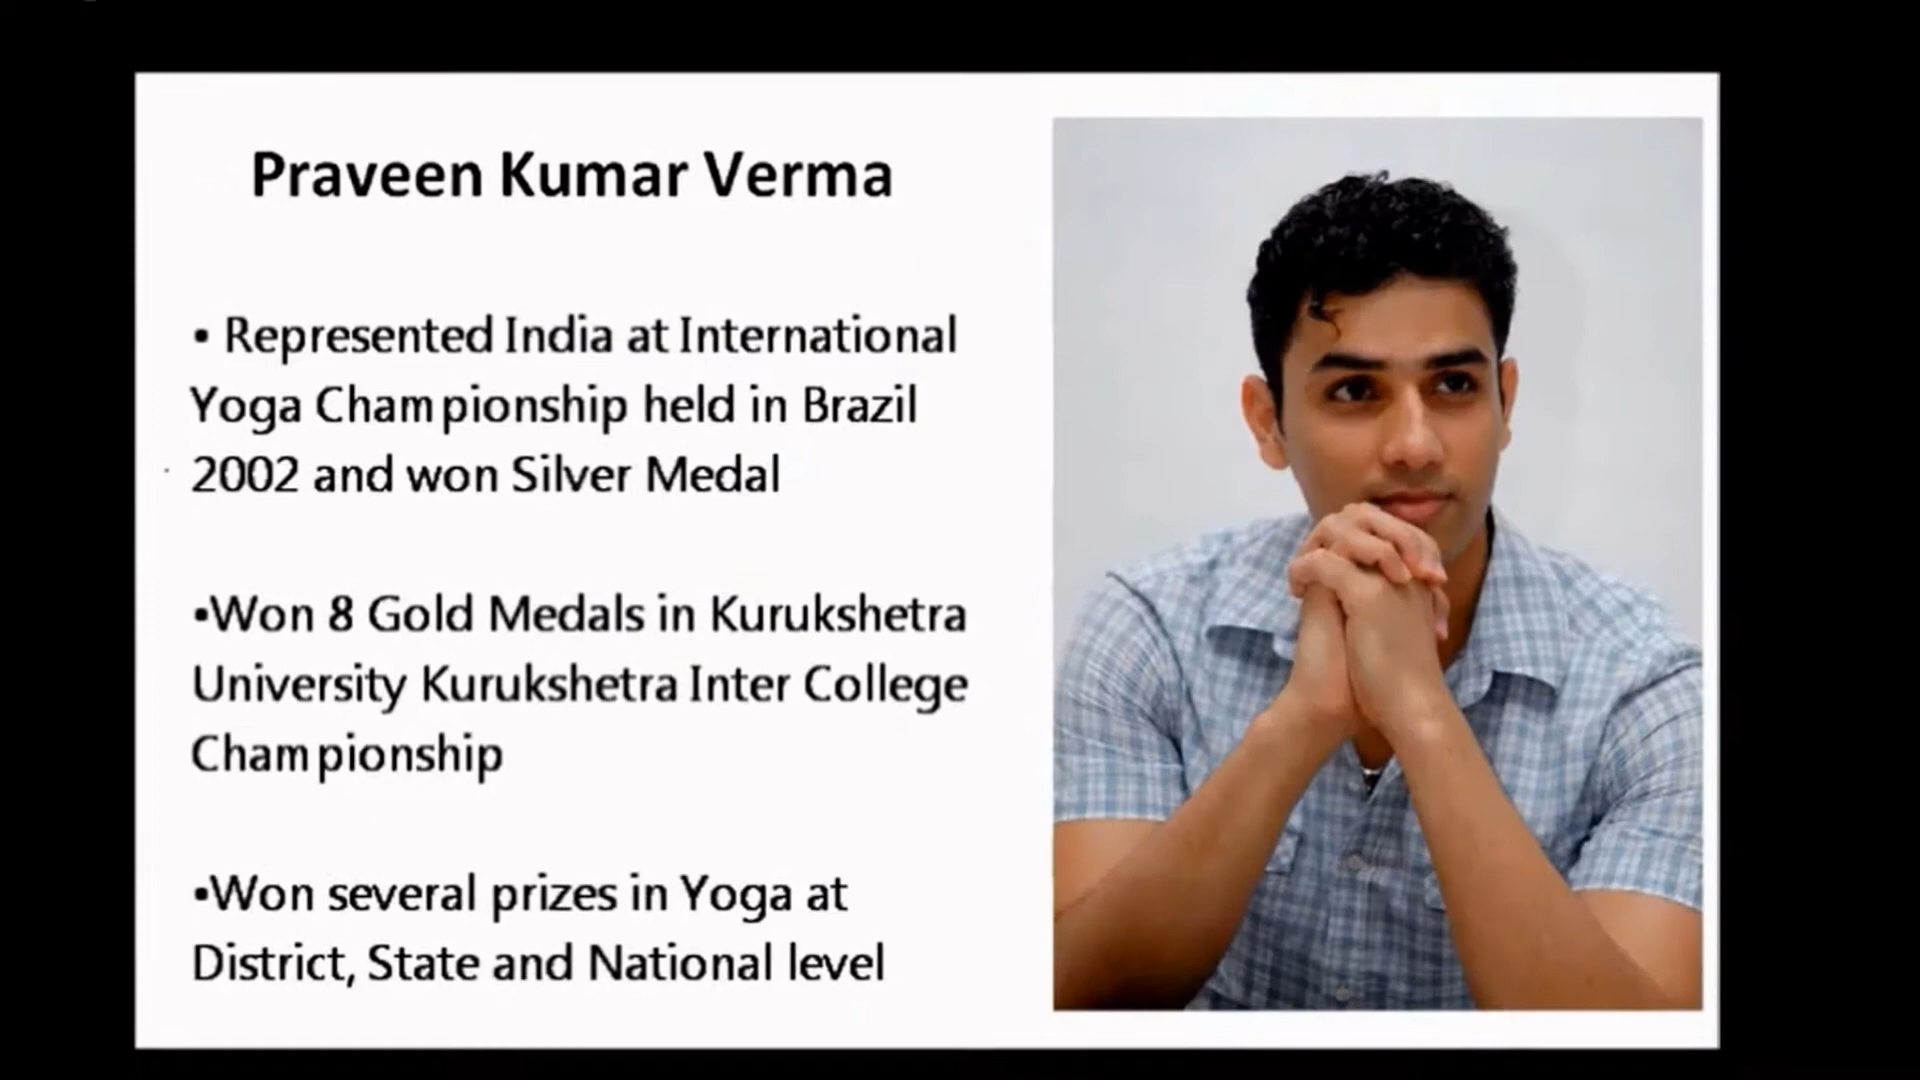 Praveen Kumar Verma
• Represented India at International
Yoga Championship held in Brazil
2002 and won Silver Medal
•Won 8 Gold Medals in Kurukshetra
University Kurukshetra Inter College
Championship
•Won several prizes in Yoga at
District, State and National level